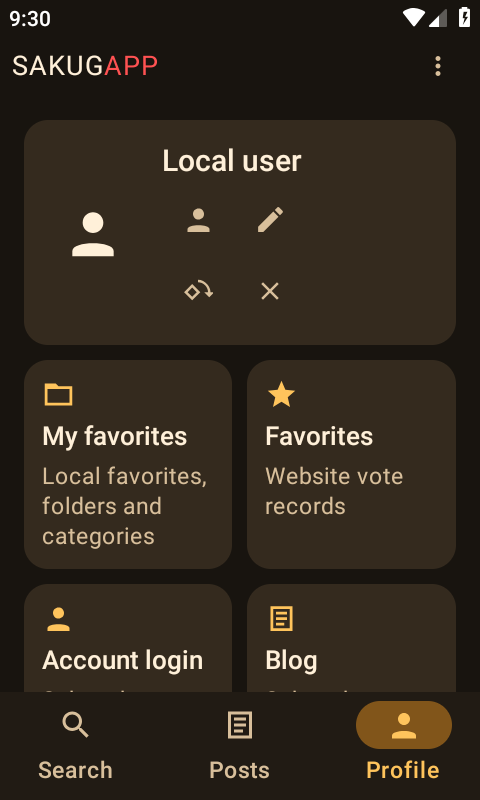 9:30
SAKUGAPP
Local user
My favorites
Local favorites,
folders and
categories
Favorites
Website vote
records
Account login
Blog
Search
Posts
Profile